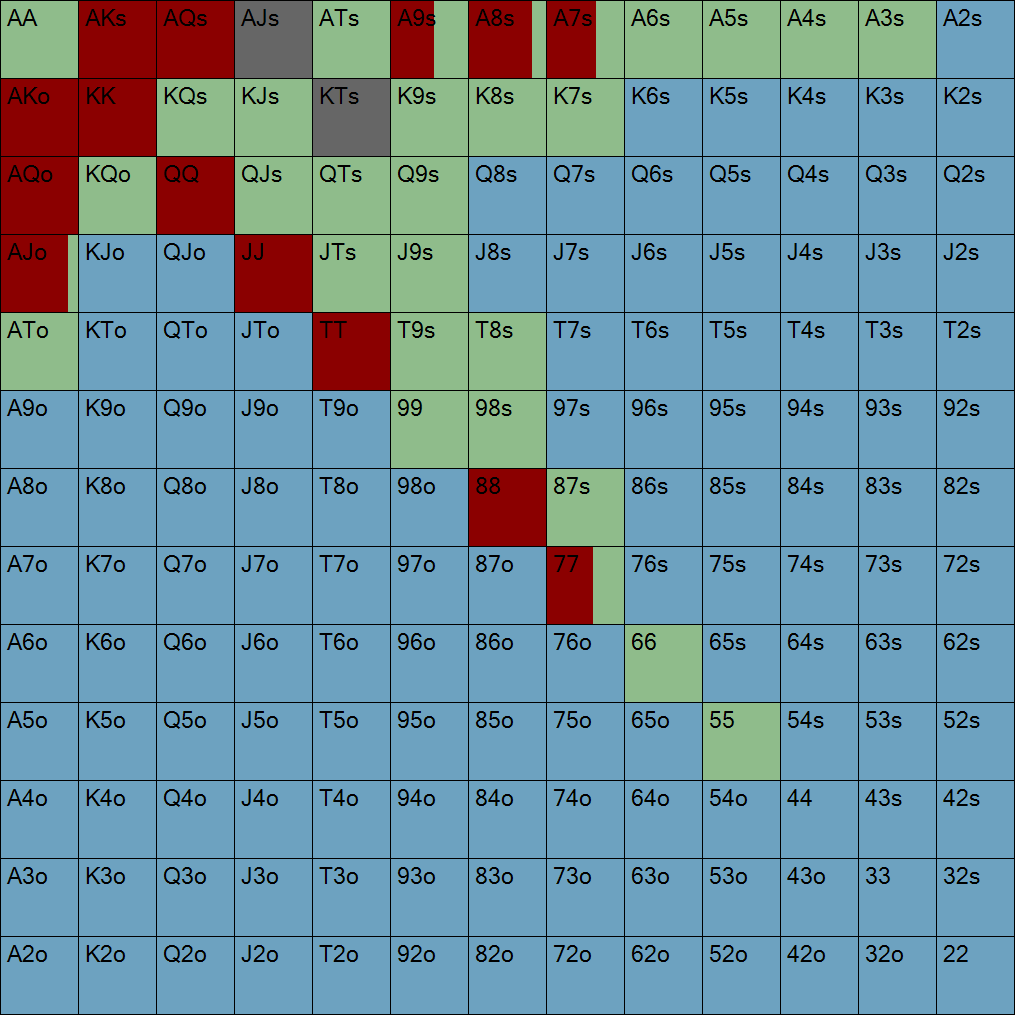 AA AKs AQs AJs ATs A9s A8s A7s A6s A5s A4s A3s A2s
AKo KK KQs KJs KTs K9s K8s K7s K6s K5s K4s K3s K2s
AQo KQo QQ QJs QTs Q9s Q8s Q7s Q6s Q5s Q4s Q3s Q2s
AJo KJo QJo JJ JTs J9s J8s J7s J6s J5s J4s J3s J2s
ATo KTo QTo JTo TT T9s T8s T7s T6s T5s T4s T3s T2s
A9o K9o Q9o J9o T9o 99 98s 97s 96s 95s 94s 93s 92s
A8o K8o Q8o J8o T8o 98o 88 87s 86s 85s 84s 83s 82s
A7o K7o Q7o J7o T7o 97o 87o 77 76s 75s 74s 73s 72s
A6o K6o Q6o J6o T6o 96o 86o 76o 66 65s 64s 63s 62s
A5o K5o Q5o J5o T5o 95o 85o 75o 65o 55 54s 53s 52s
A4o K4o Q4o J4o T4o 94o 84o 74o 64o 54o 44 43s 42s
A3o K3o Q3o J3o T3o 93o 83o 73o 63o 53o 43o 33 32s
A2o K2o Q2o J2o T2o 92o 82o 72o 62o 52o 42o 32o 22